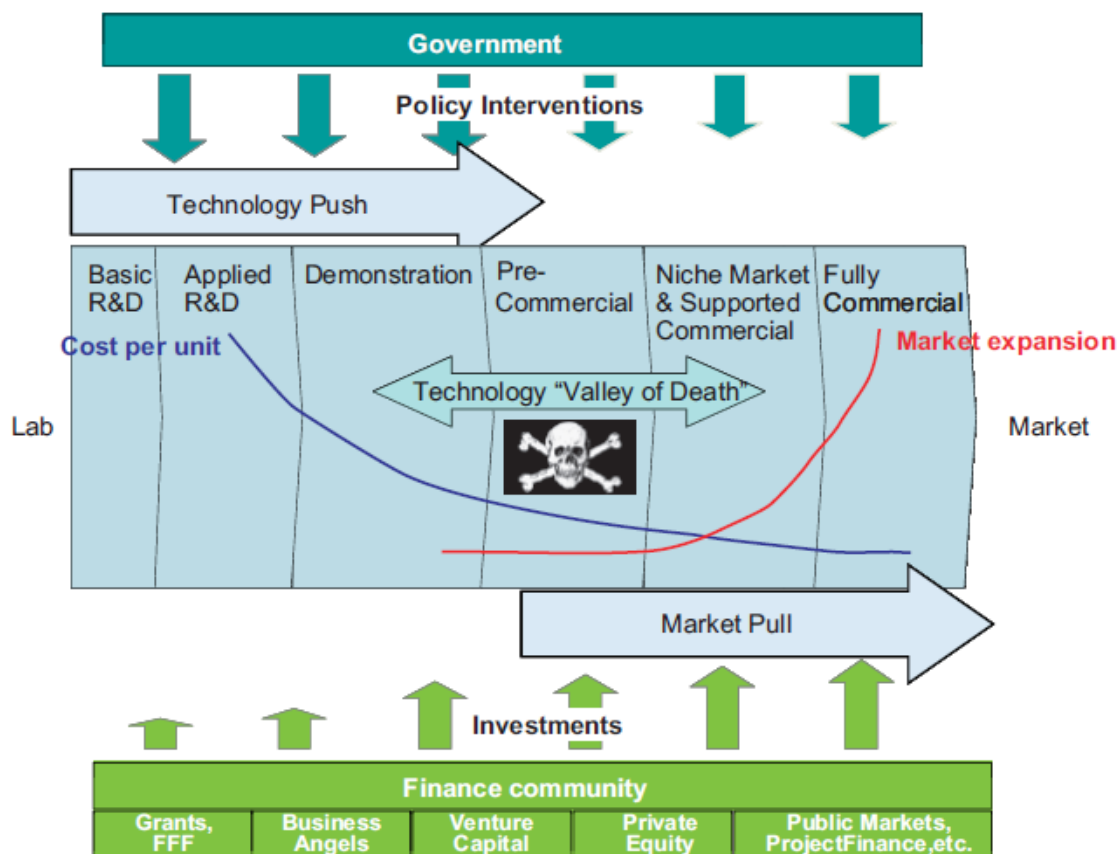 Government
Policy Interventions
Technology Push
Basic
R&D
Applied
R&D
Demonstration
Pre-
Commercial
Niche Market
& Supported
Commercial
Fully
Commercial
Cost per unit
Market expansion
Technology “Valley of Death”
Lab
Market
Market Pull
Investments
Finance community
Grants,
FFF
Business
Angels
Venture
Capital
Private
Equity
Public Markets,
ProjectFinance,etc.